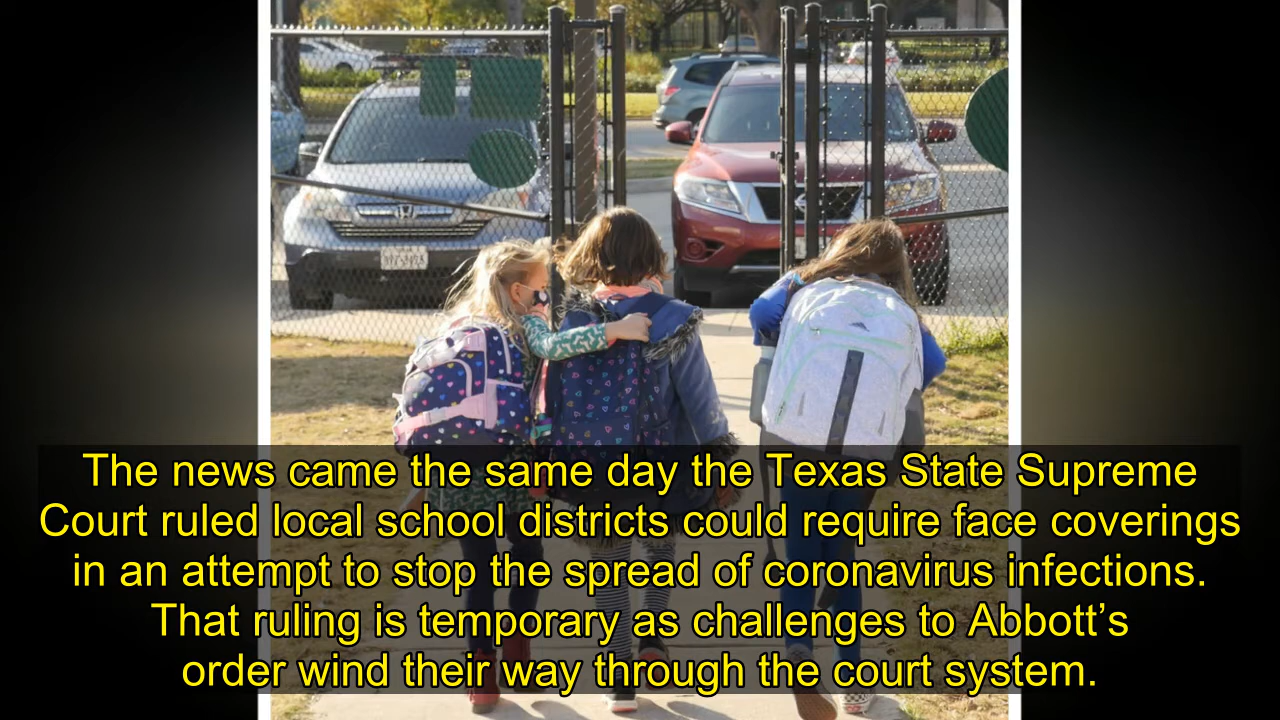 The news came the same day the Texas State Supreme
Court ruled local school districts could require face coverings
in an attempt to stop the spread of coronavirus infections.
That ruling is temporary as challenges to Abbott’s
order wind their way through the court system.